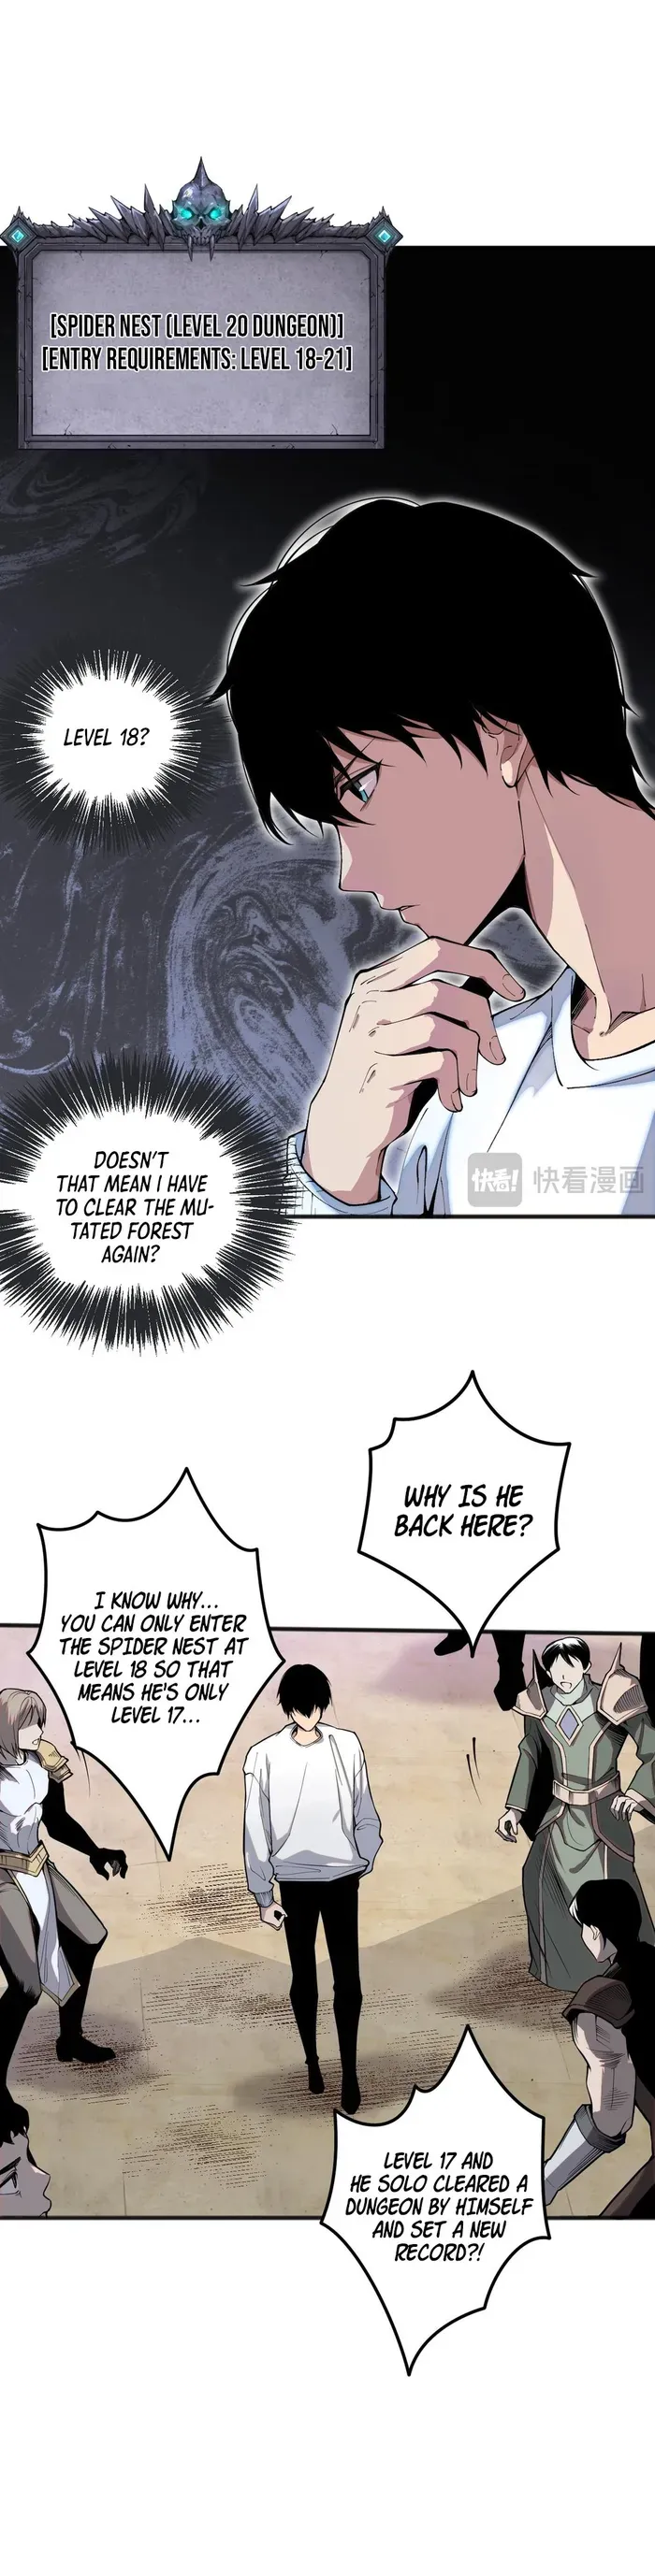 [SPIDER NEST (LEVEL 20 DUNGEON)]
[ENTRY REQUIREMENTS: LEVEL 18-21]
LEVEL 18?
DOESN'T
THAT MEAN I HAVE
TO CLEAR THE MU-
TATED FOREST
AGAIN?
快看!
快看漫画
WHY IS HE
BACK HERE?
I KNOW WHY...
YOU CAN ONLY ENTER
THE SPIDER NEST AT
LEVEL 18 SO THAT
MEANS HE'S ONLY
LEVEL 17...
LEVEL 17 AND
HE SOLO CLEARED A
DUNGEON BY HIMSELF
AND SET A NEW
RECORD?!